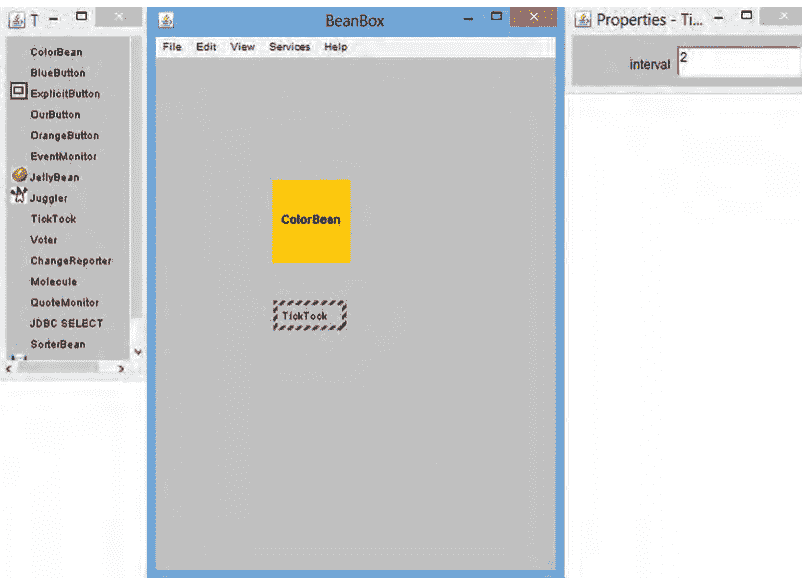 T
ColorBean
BlueButton
ExplicitButton
OurButton
OrangeButton
EventMonitor
JellyBean
Juggler
TickTock
Voter
ChangeReporter
Molecule
QuoteMonitor
JDBC SELECT
SorterBean
BeanBox
File Edit View Services Help
ColorBean
TickTock
Properties - Ti...
interval 2